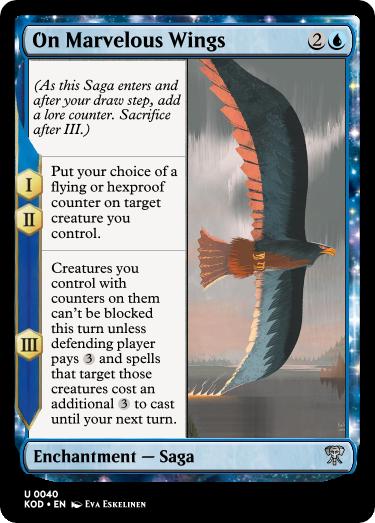 On Marvelous Wings 2
(As this Saga enters and
after your draw step, add
a lore counter. Sacrifice
after III.)
I
II
Put your choice of a
flying or hexproof
counter on target
creature you
control.
III
Creatures you
control with
counters on them
can't be blocked
this turn unless
defending player
pays 3 and spells
that target those
creatures cost an
additional 3 to cast
until your next turn.
Enchantment — Saga
U 0040
KOD • EN Eva Eskelinen